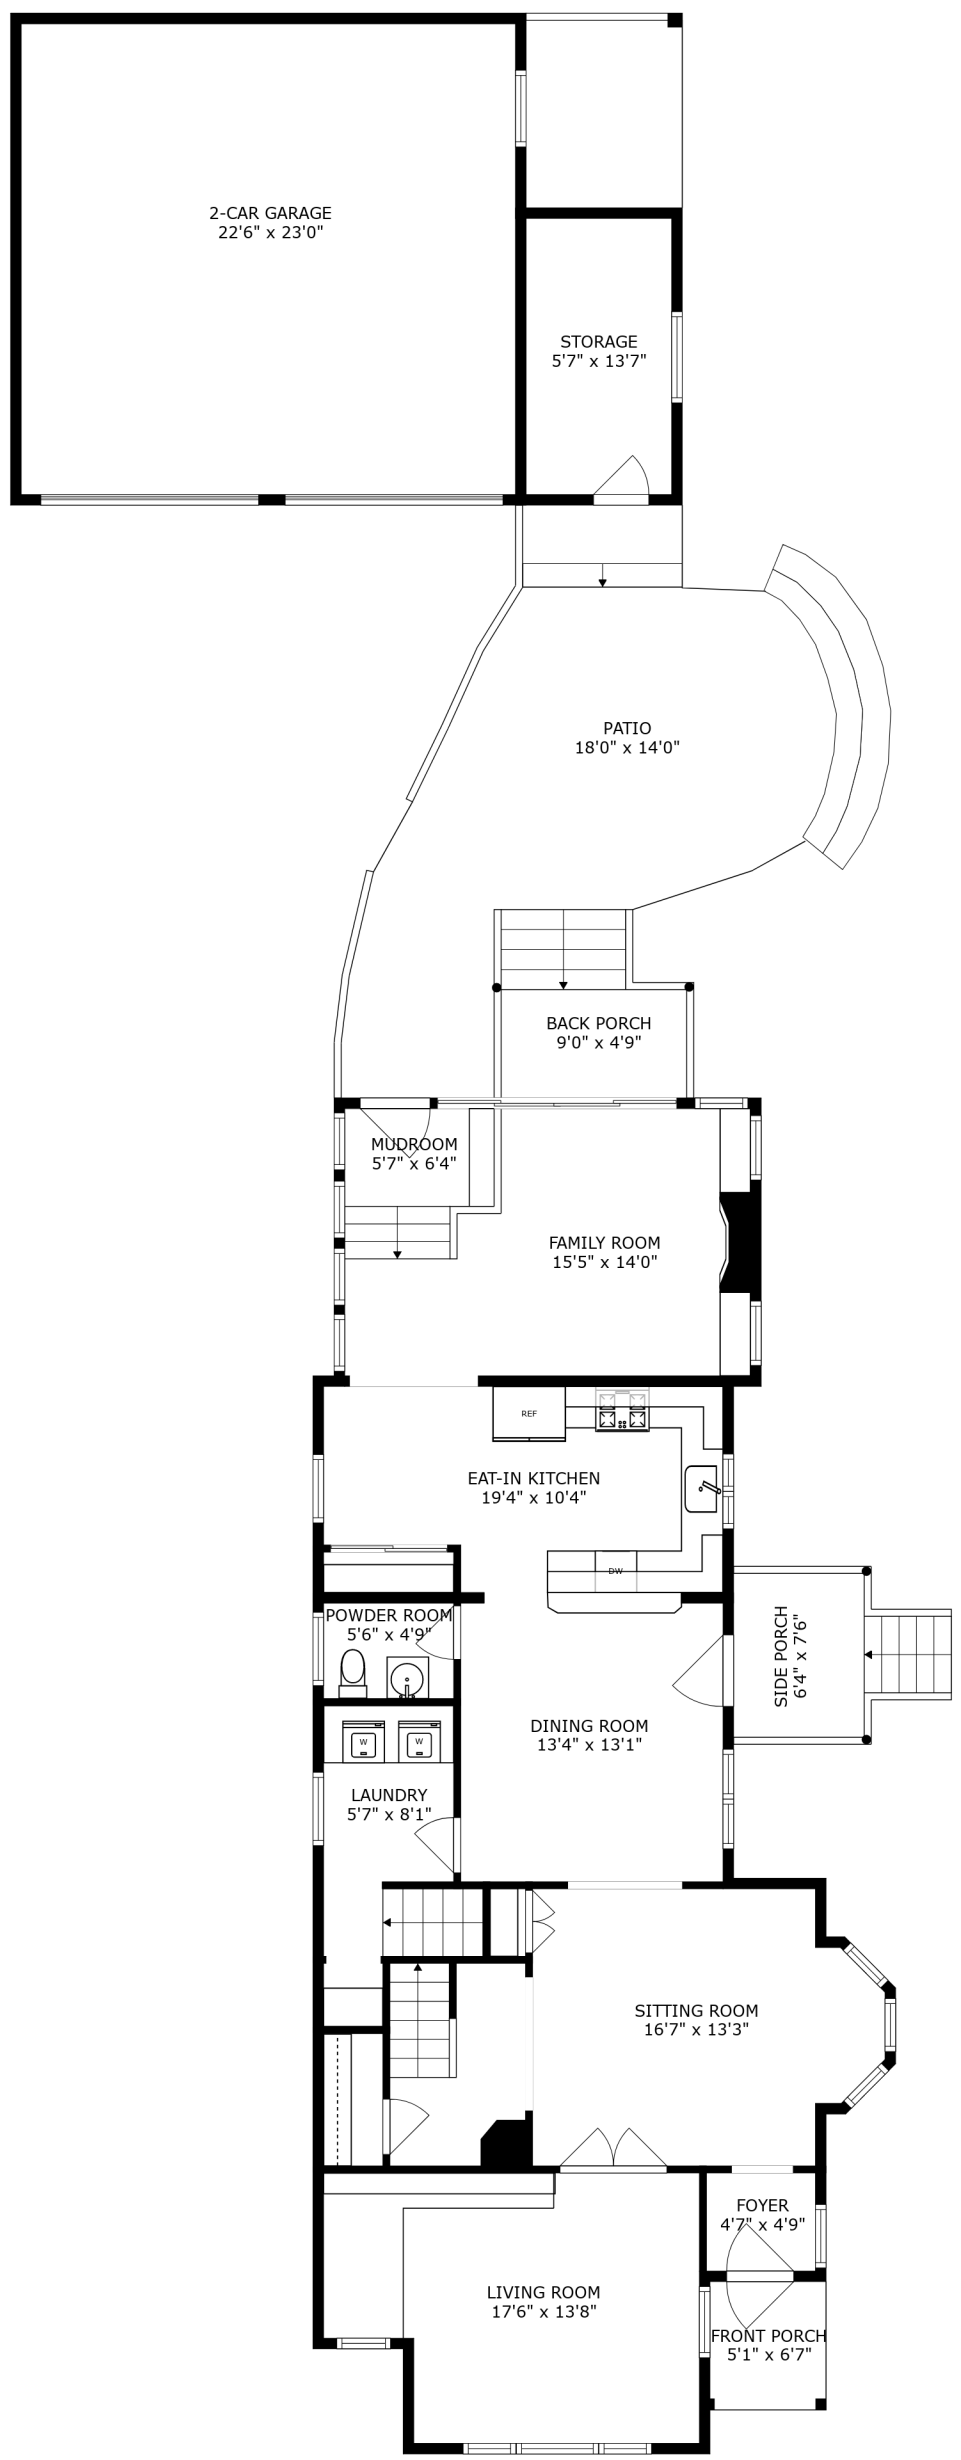 2-CAR GARAGE
22'6" x 23'0"
STORAGE
5'7" x 13'7"
PATIO
18'0" x 14'0"
BACK PORCH
9'0" x 4'9"
MUDROOM
5'7" x 6'4"
FAMILY ROOM
15'5" x 14'0"
REF
EAT-IN KITCHEN
19'4" x 10'4"
DW
POWDER ROOM
5'6" x 4'9"
SIDE PORCH
6'4" x 7'6"
DINING ROOM
13'4" x 13'1"
W
W
LAUNDRY
5'7" x 8'1"
SITTING ROOM
16'7" x 13'3"
FOYER
4'7" x 4'9"
LIVING ROOM
17'6" x 13'8"
FRONT PORCH
5'1" x 6'7"